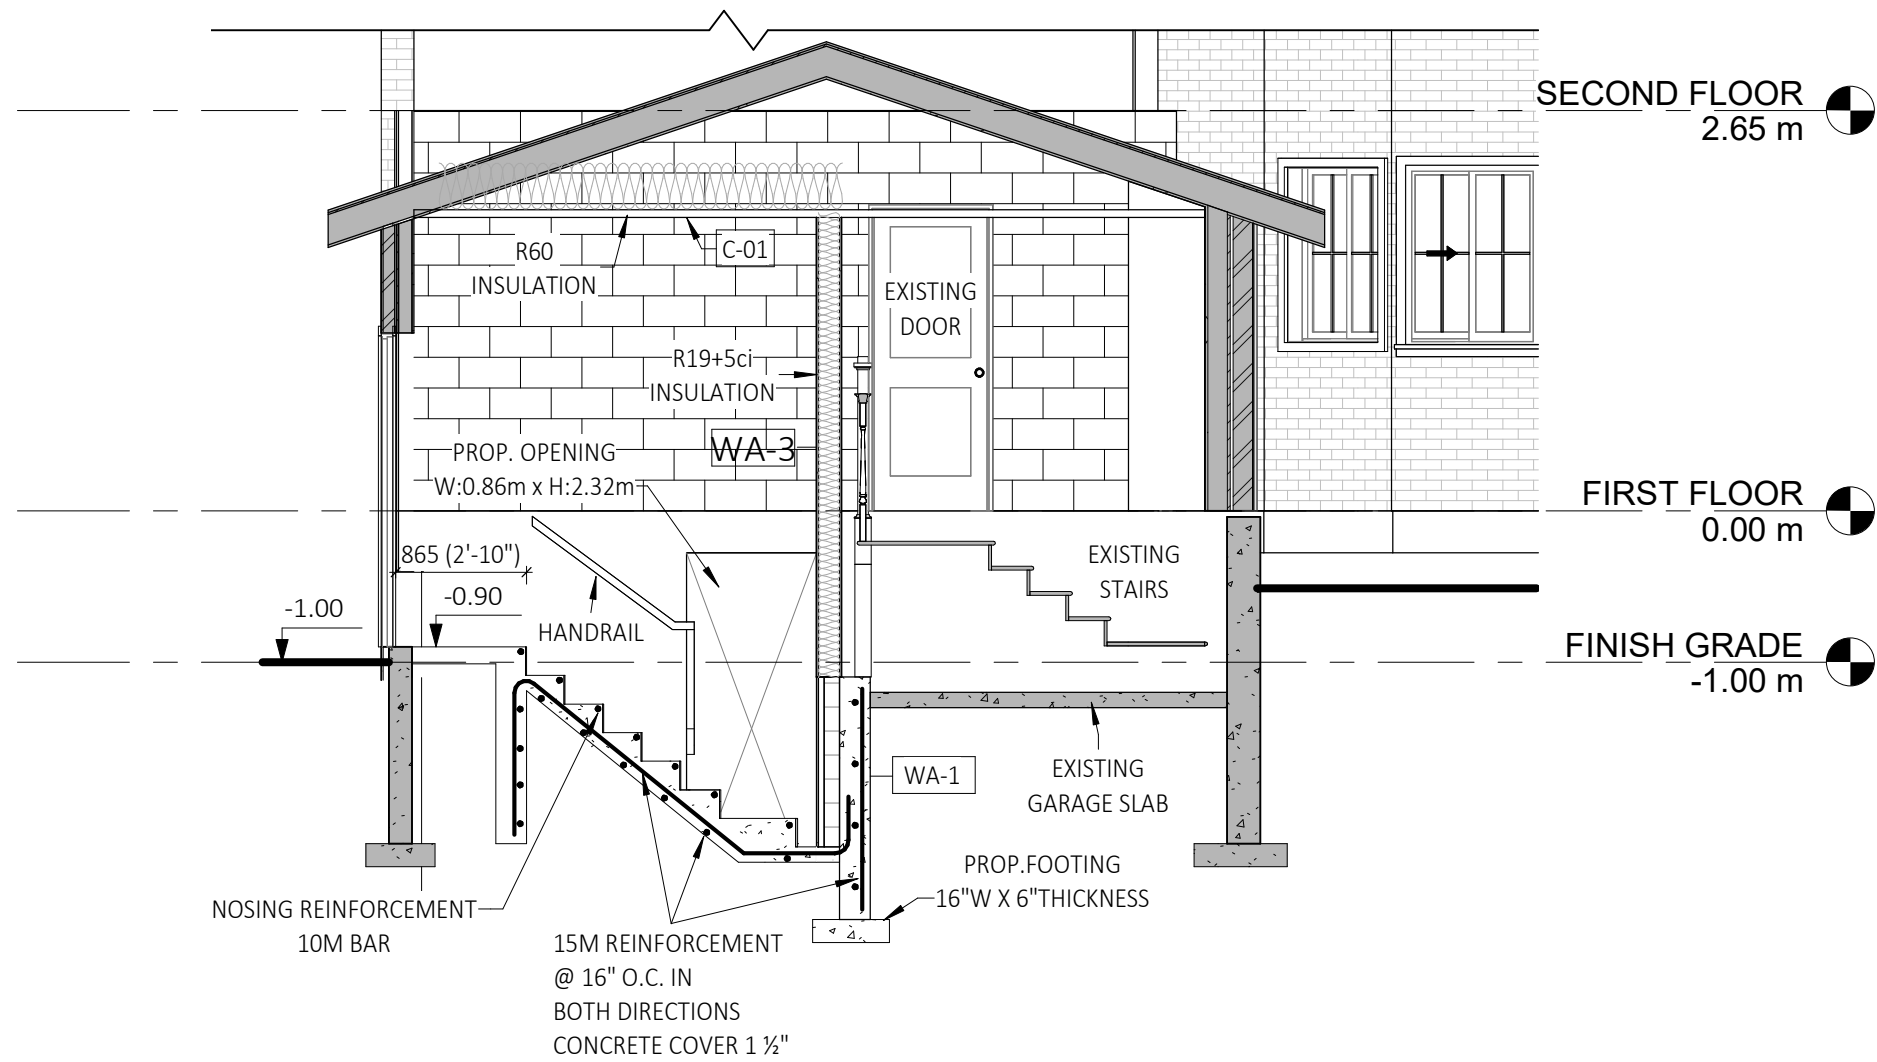 SECOND FLOOR
2.65 m
R60
INSULATION
C-01
EXISTING
DOOR
R19+5ci
INSULATION
WA-3
PROP. OPENING
W:0.86m x H:2.32m
FIRST FLOOR
0.00 m
865 (2'-10")
-0.90
-1.00
HANDRAIL
EXISTING
STAIRS
FINISH GRADE
-1.00 m
WA-1
EXISTING
GARAGE SLAB
PROP.FOOTING
16"W X 6"THICKNESS
NOSING REINFORCEMENT
10M BAR
15M REINFORCEMENT
@ 16" O.C. IN
BOTH DIRECTIONS
CONCRETE COVER 1 ½"